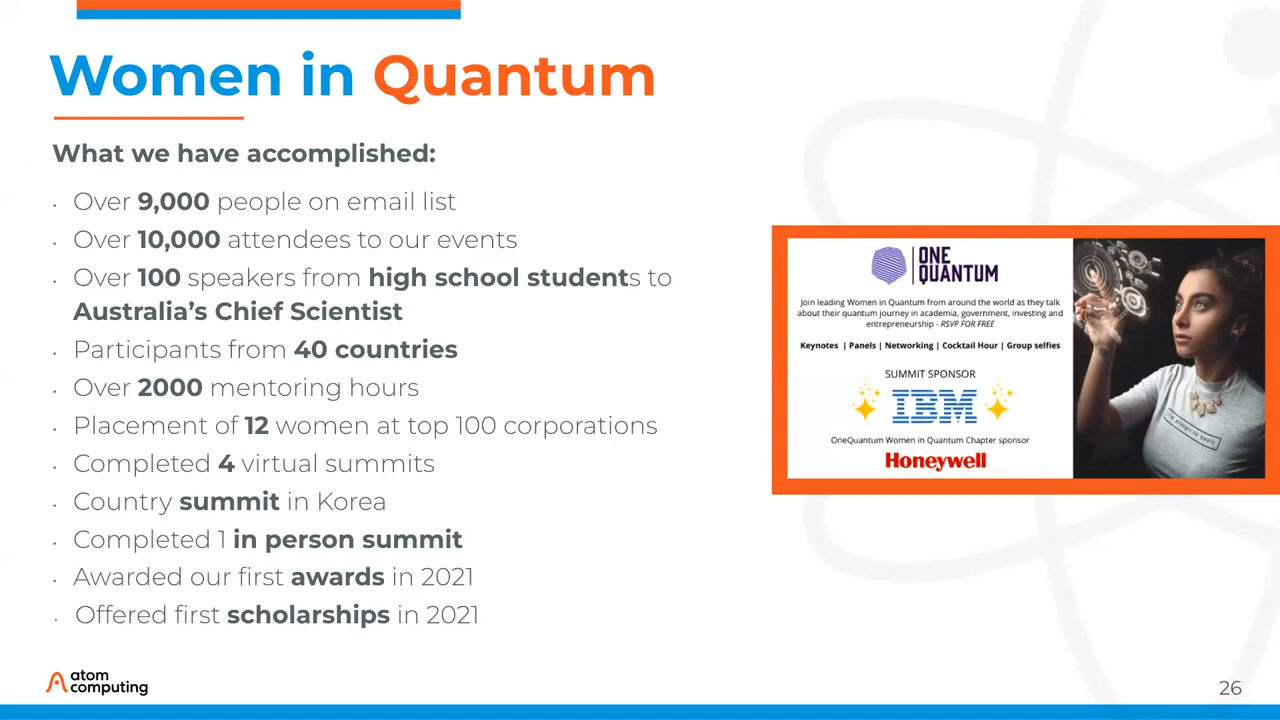 Women in Quantum
What we have accomplished:
· Over 9,000 people on email list
· Over 10,000 attendees to our events
· Over 100 speakers from high school students to
Australia's Chief Scientist
· Participants from 40 countries
· Over 2000 mentoring hours
· Placement of 12 women at top 100 corporations
· Completed 4 virtual summits
· Country summit in Korea
· Completed 1 in person summit
· Awarded our first awards in 2021
· Offered first scholarships in 2021
ONE
QUANTUM
Join leading Women in Quantum from around the world as they talk
about their quantum journey in academia, government, investing and
entrepreneurship - RSVP FOR FREE
Keynotes | Panels | Networking | Cocktail Hour | Group selfies
SUMMIT SPONSOR
IBM
OneQuantum Women in Quantum Chapter sponsor
Honeywell
I'm allergic to basic.
atom
computing
26